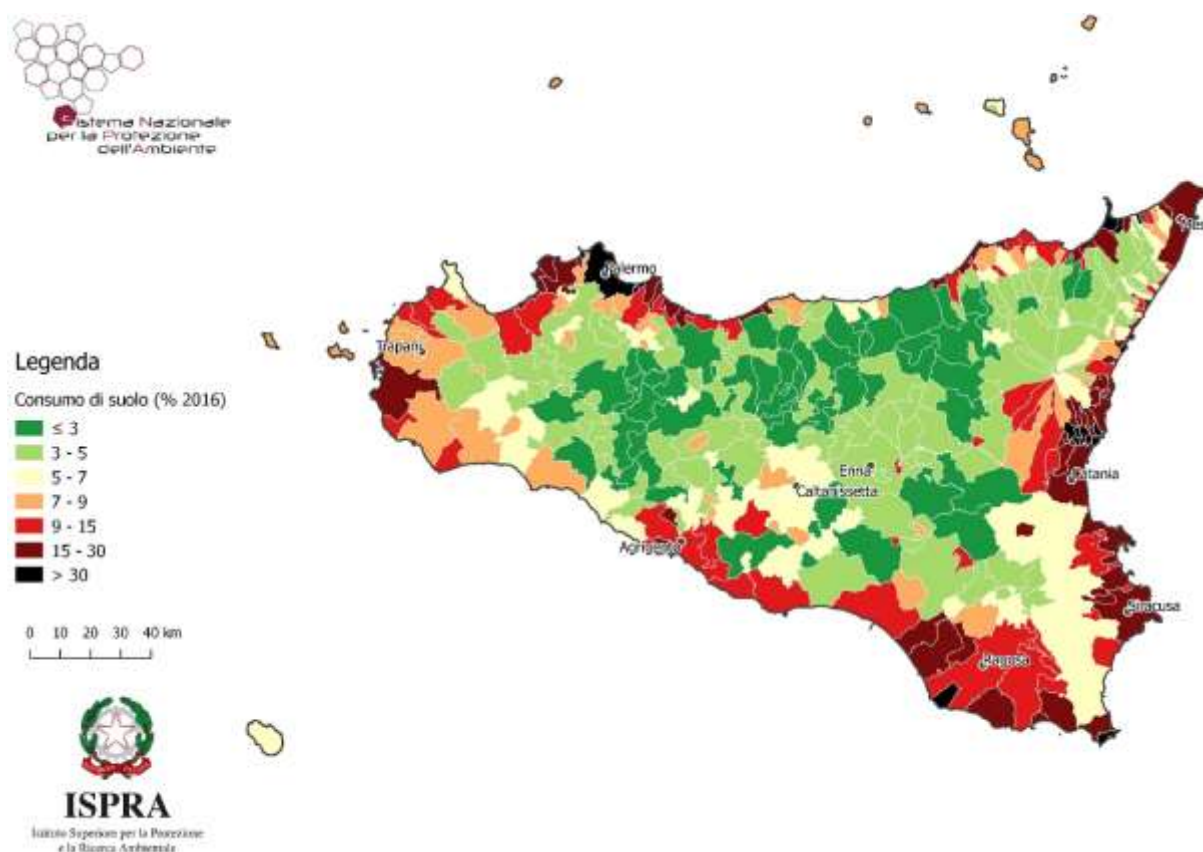 Sistema Nazionale
per la Protezione
dell'Ambiente
Palermo
Trapani
Legenda
Consumo di suolo (% 2016)
≤ 3
3 - 5
5 - 7
7 - 9
9 - 15
15 - 30
> 30
Enna
Caltanissetta
Catania
Agrigento
Siracusa
Ragusa
0 10 20 30 40 km
ISPRA
Istituto Superiore per la Protezione
e la Ricerca Ambientale